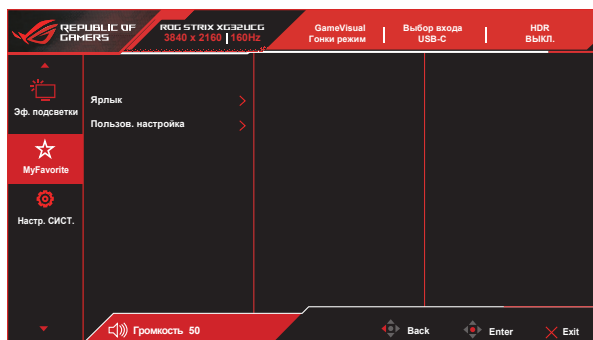 REPUBLIC OF
GAMERS
ROG STRIX XG32UCG
3840 x 2160 160Hz
GameVisual
Гонки режим
Выбор входа
USB-C
HDR
ВЫКЛ.
Эф. подсветки
MyFavorite
Настр. СИСТ.
Ярлык
Пользов. настройка
Громкость 50
Back
Enter
Exit